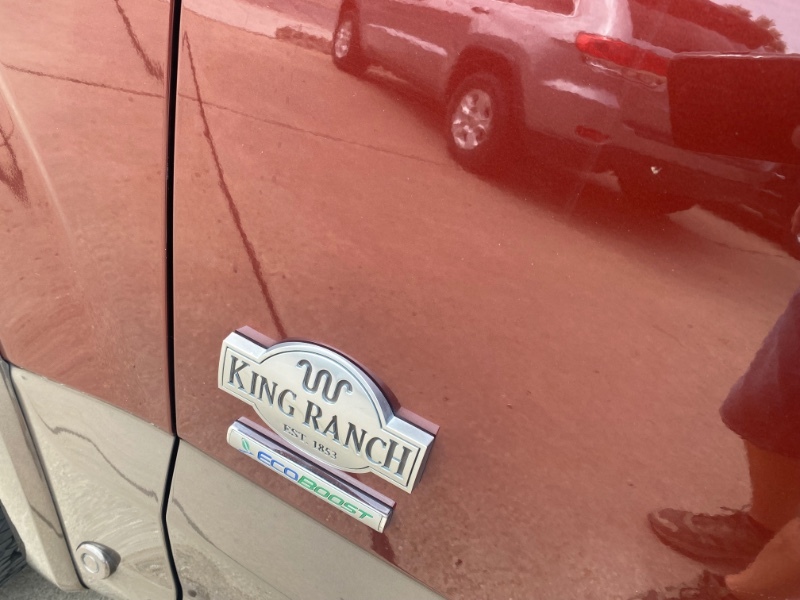 KING RANCH
EST. 1853
ECOBOOST